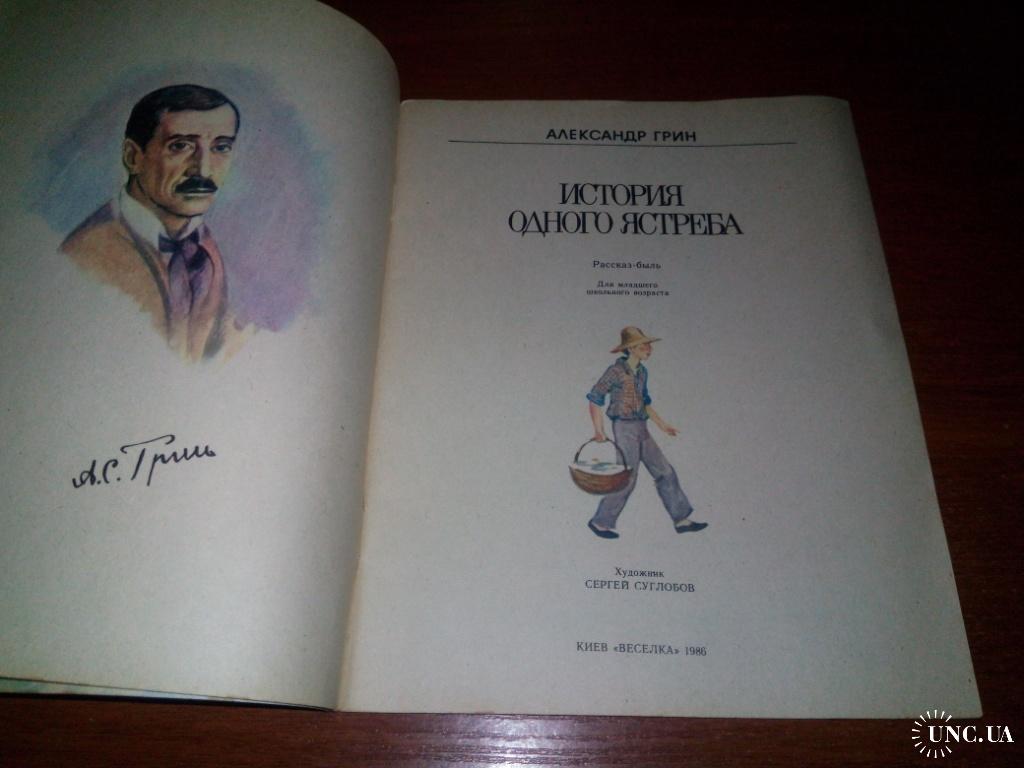 А.С. Грин
АЛЕКСАНДР ГРИН
ИСТОРИЯ
ОДНОГО ЯСТРЕБА
Рассказ-быль
Для младшего
школьного возраста
Художник
СЕРГЕЙ СУГЛОБОВ
КИЕВ «ВЕСЕЛКА» 1986
UNC.UA